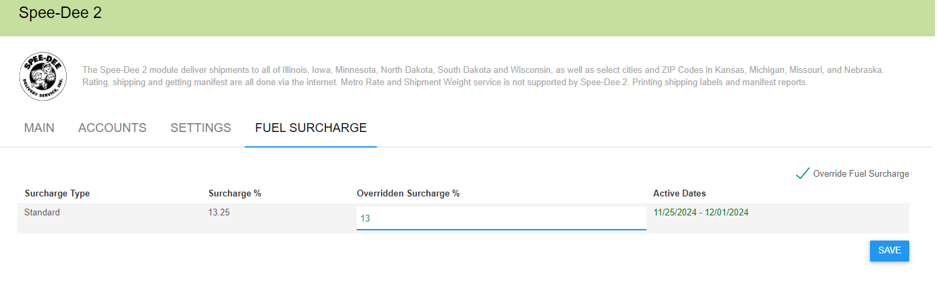 Spee-Dee 2
SPEE-DEE
DELIVERY SERVICE, INC.
The Spee-Dee 2 module deliver shipments to all of Illinois, Iowa, Minnesota, North Dakota, South Dakota and Wisconsin, as well as select cities and ZIP Codes in Kansas, Michigan, Missouri, and Nebraska.
Rating, shipping and getting manifest are all done via the internet. Metro Rate and Shipment Weight service is not supported by Spee-Dee 2. Printing shipping labels and manifest reports.
MAIN ACCOUNTS SETTINGS FUEL SURCHARGE
Override Fuel Surcharge
Surcharge Type Surcharge % Overridden Surcharge % Active Dates
Standard 13.25 13 11/25/2024 - 12/01/2024
SAVE